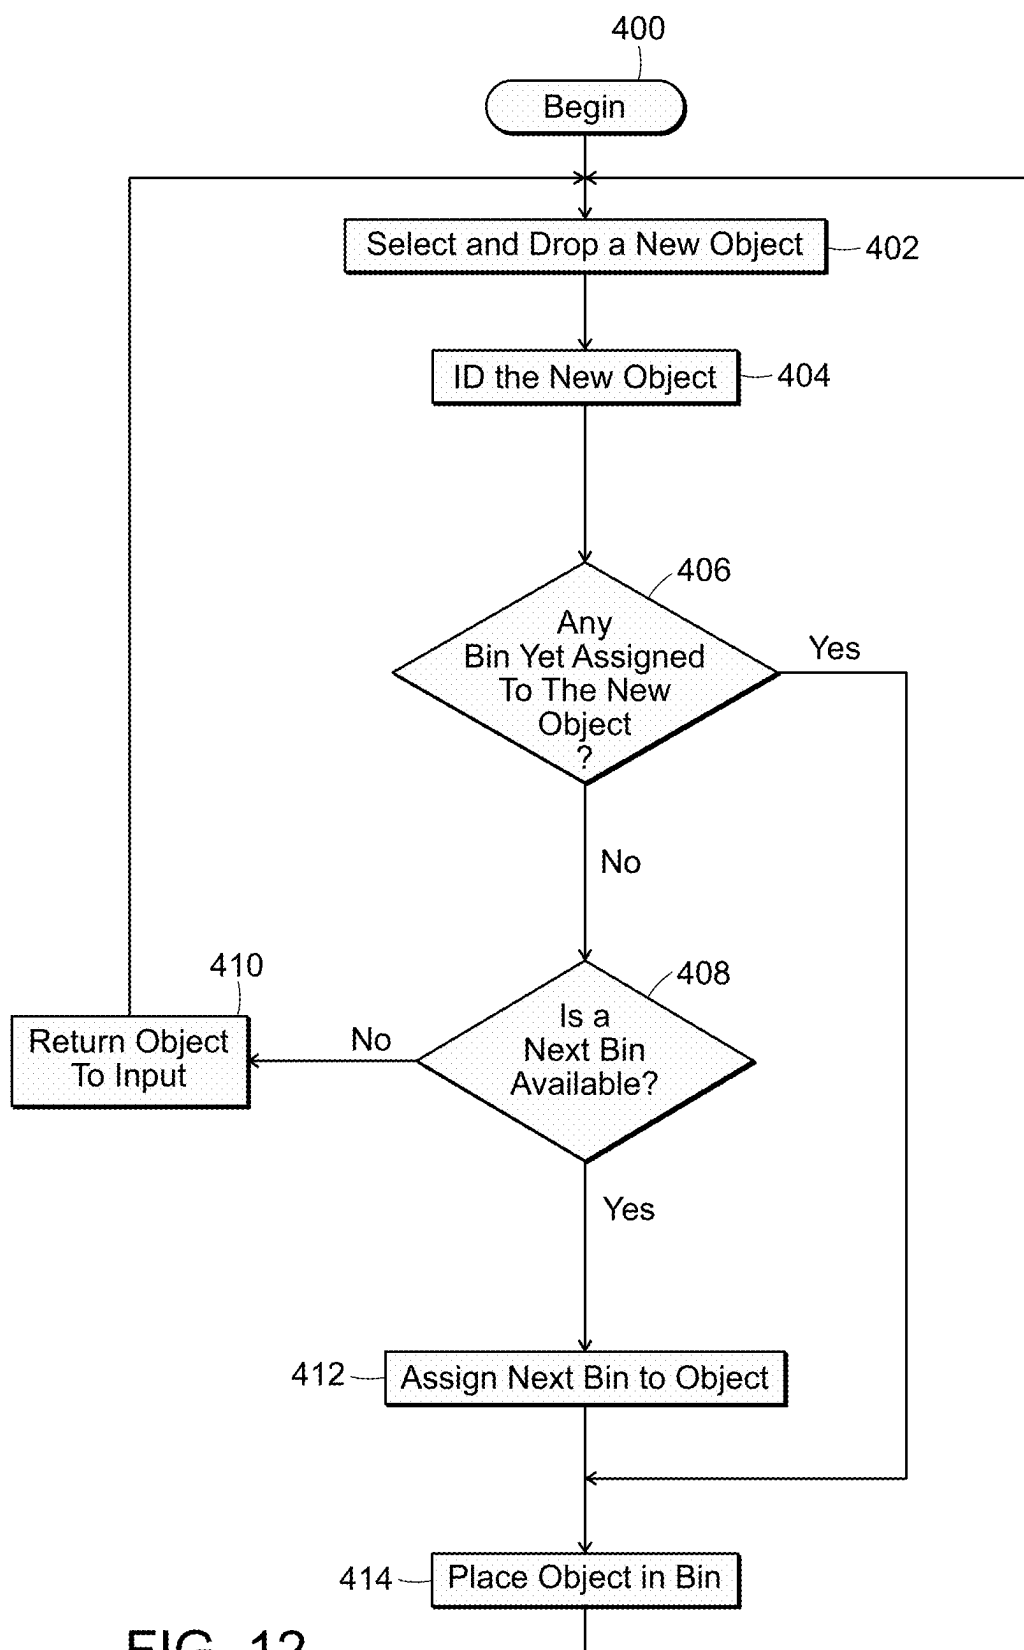 400
Begin
Select and Drop a New Object
402
ID the New Object
404
406
Any
Bin Yet Assigned
To The New
Object
?
Yes
No
410
408
Return Object
To Input
No
Is a
Next Bin
Available?
Yes
412
Assign Next Bin to Object
414
Place Object in Bin
FIG. 12